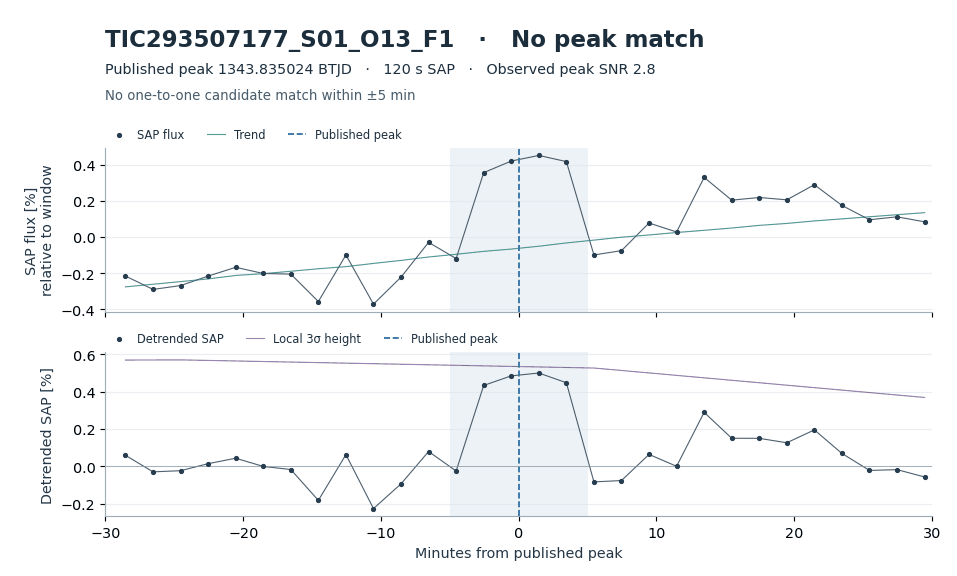 TIC293507177_S01_O13_F1 · No peak match
Published peak 1343.835024 BTJD · 120 s SAP · Observed peak SNR 2.8
No one-to-one candidate match within ±5 min
SAP flux Trend Published peak
SAP flux [%]
relative to window
0.4
0.2
0.0
−0.2
−0.4
Detrended SAP Local 3σ height Published peak
Detrended SAP [%]
0.6
0.4
0.2
0.0
−0.2
−30 −20 −10 0 10 20 30
Minutes from published peak